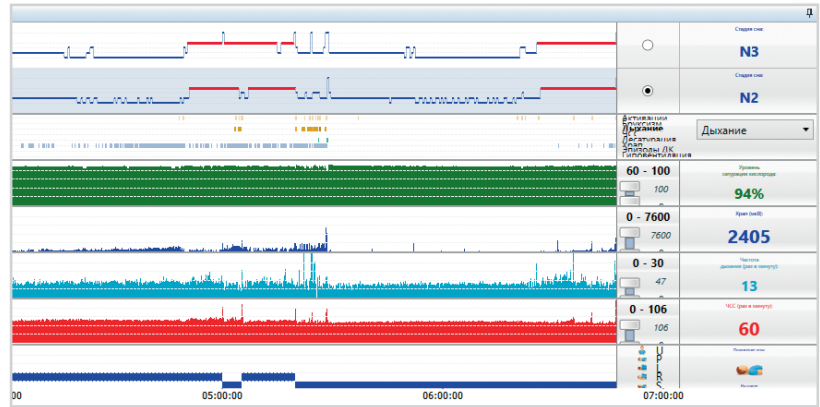 Стадия сна
N3
Стадия сна
N2
Активации
Бруксизм
Дыхание
Десатурация
Храп
Эпизоды ДК
Гиповентиляция
Дыхание
60 - 100
100
Уровень
сатурации кислорода
94%
0 - 7600
7600
Храп (мкВ)
2405
0 - 30
47
Частота
дыхания (раз в минуту)
13
0 - 106
106
ЧСС (раз в минуту)
60
U
P
L
R
S
00
05:00:00
06:00:00
07:00:00